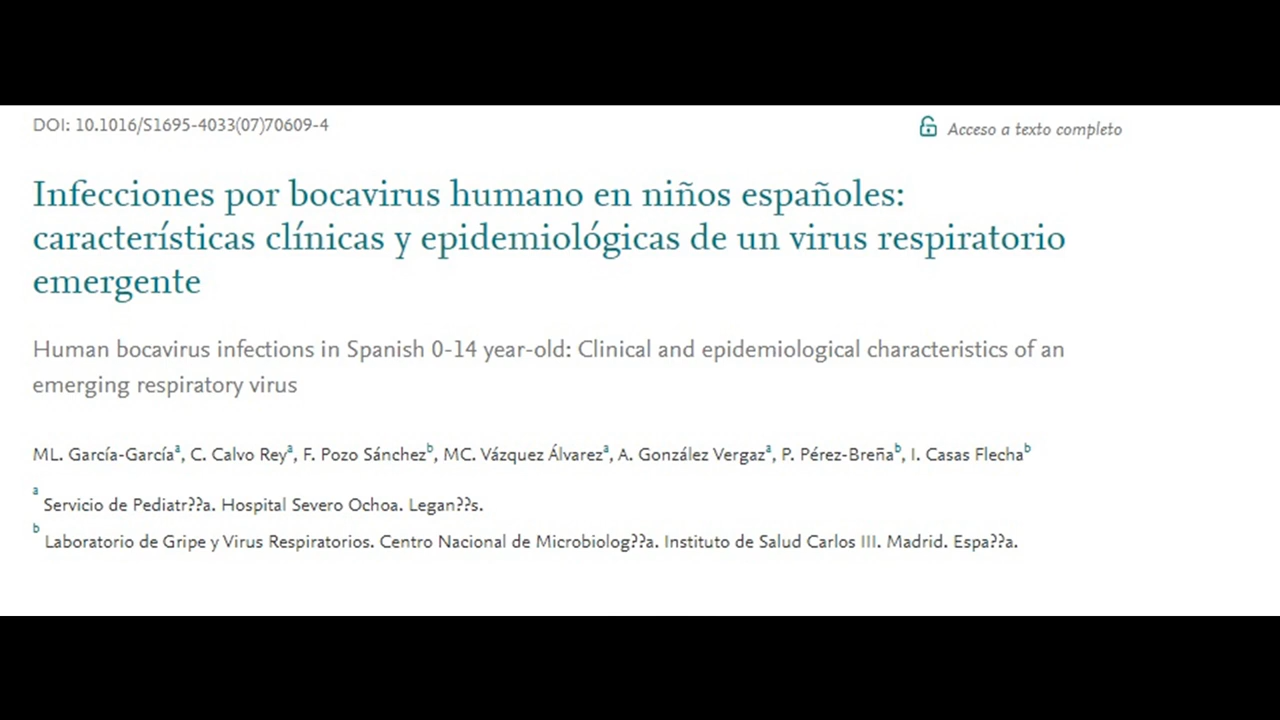 DOI: 10.1016/S1695-4033(07)70609-4
Acceso a texto completo
Infecciones por bocavirus humano en niños españoles:
características clínicas y epidemiológicas de un virus respiratorio
emergente
Human bocavirus infections in Spanish 0-14 year-old: Clinical and epidemiological characteristics of an
emerging respiratory virus
ML. García-Garcíaa, C. Calvo Reya, F. Pozo Sánchezb, MC. Vázquez Álvareza, A. González Vergaza, P. Pérez-Breñab, I. Casas Flechab
a Servicio de Pediatr??a. Hospital Severo Ochoa. Legan??s.
b Laboratorio de Gripe y Virus Respiratorios. Centro Nacional de Microbiolog??a. Instituto de Salud Carlos III. Madrid. Espa??a.